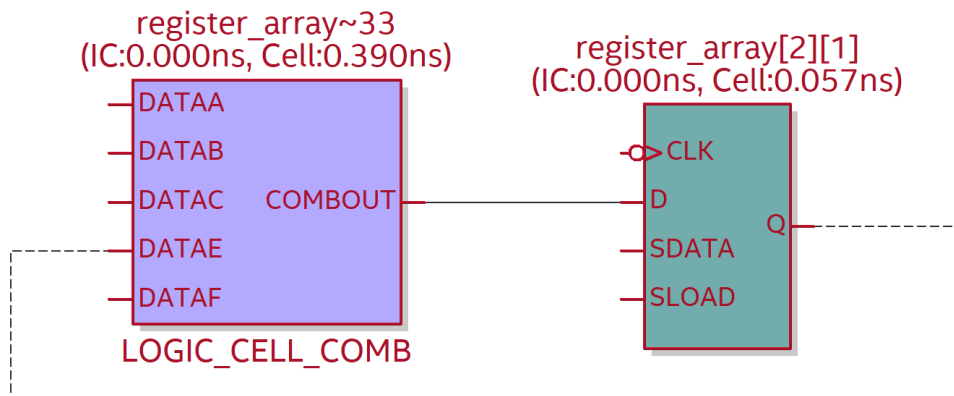 register_array~33
(IC:0.000ns, Cell:0.390ns)
DATAA
DATAB
DATAC
DATAE
DATAF
COMBOUT
LOGIC_CELL_COMB
register_array[2][1]
(IC:0.000ns, Cell:0.057ns)
CLK
D
SDATA
SLOAD
Q